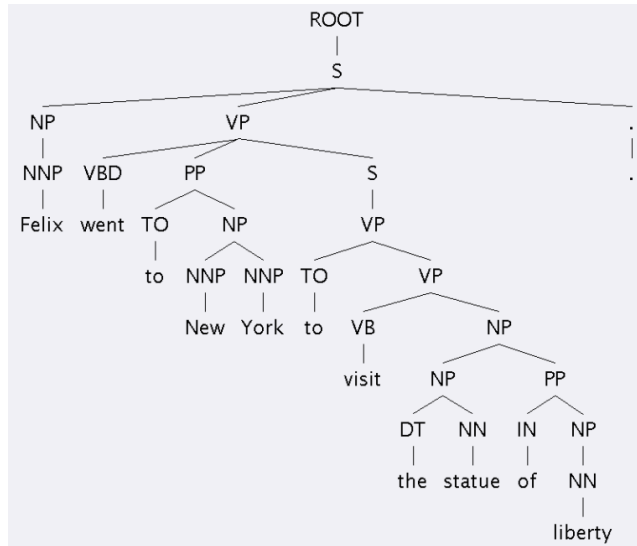 ROOT
S
NP VP .
NNP VBD PP S .
Felix went TO NP VP
to NNP NNP TO VP
New York to VB NP
visit NP PP
DT NN IN NP
the statue of NN
liberty